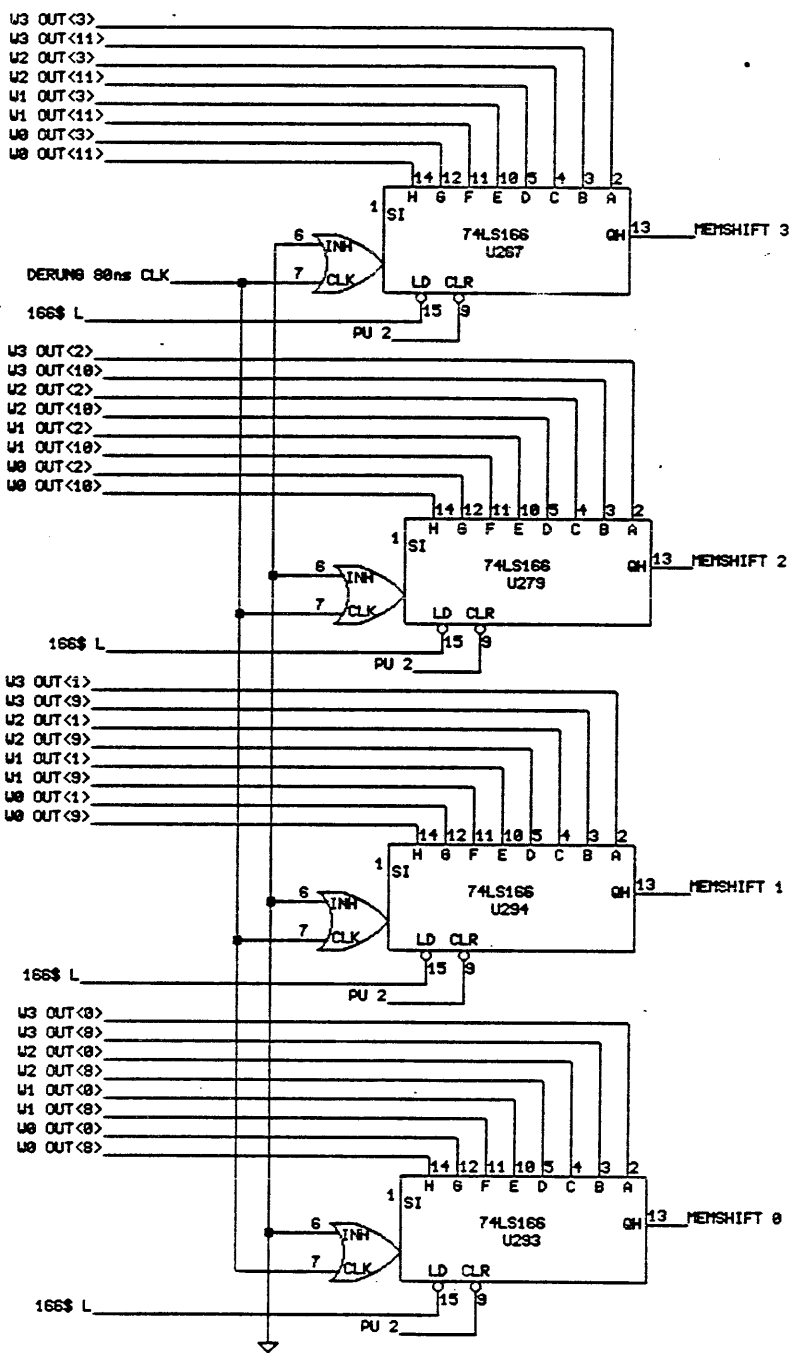 W3 OUT<3>
W3 OUT<11>
W2 OUT<3>
W2 OUT<11>
W1 OUT<3>
W1 OUT<11>
W0 OUT<3>
W0 OUT<11>
14 12 11 10 5 4 3 2
H G F E D C B A
1 SI
74LS166
U267
QH 13 MEMSHIFT 3
6 INH
7 CLK
DERUNG 80ns CLK
LD CLR
15 9
166$ L
PU 2
W3 OUT<2>
W3 OUT<10>
W2 OUT<2>
W2 OUT<10>
W1 OUT<2>
W1 OUT<10>
W0 OUT<2>
W0 OUT<10>
14 12 11 10 5 4 3 2
H G F E D C B A
1 SI
74LS166
U279
QH 13 MEMSHIFT 2
6 INH
7 CLK
LD CLR
15 9
166$ L
PU 2
W3 OUT<1>
W3 OUT<9>
W2 OUT<1>
W2 OUT<9>
W1 OUT<1>
W1 OUT<9>
W0 OUT<1>
W0 OUT<9>
14 12 11 10 5 4 3 2
H G F E D C B A
1 SI
74LS166
U294
QH 13 MEMSHIFT 1
6 INH
7 CLK
LD CLR
15 9
166$ L
PU 2
W3 OUT<0>
W3 OUT<8>
W2 OUT<0>
W2 OUT<8>
W1 OUT<0>
W1 OUT<8>
W0 OUT<0>
W0 OUT<8>
14 12 11 10 5 4 3 2
H G F E D C B A
1 SI
74LS166
U293
QH 13 MEMSHIFT 0
6 INH
7 CLK
LD CLR
15 9
166$ L
PU 2